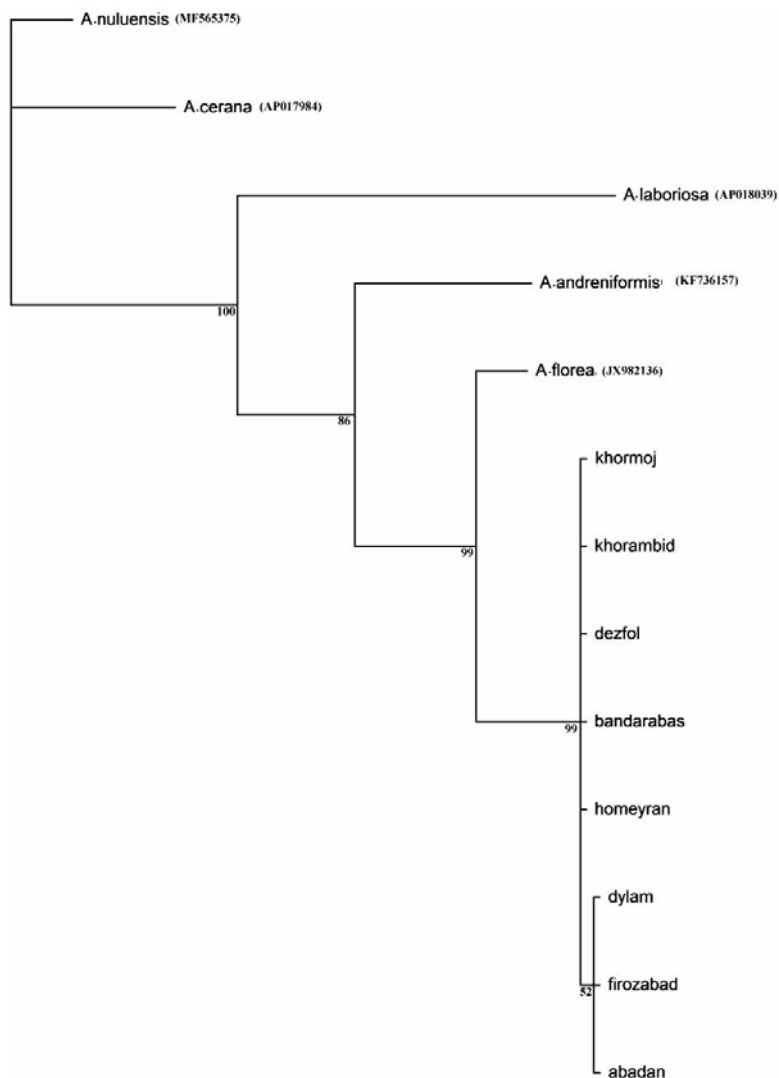 A.nuluensis (MF565375)
A.cerana (AP017984)
A.laboriosa (AP018039)
A.andreniformis (KF736157)
100
A.florea. (JX982136)
86
khormoj
khorambid
99
dezfol
bandarabas
99
homeyran
dylam
firozabad
52
abadan